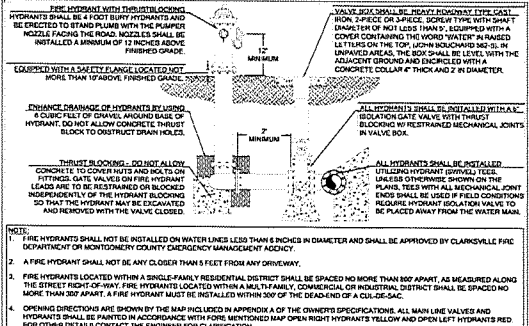 FIRE HYDRANT WITH THRUSTBLOCKING
HYDRANTS SHALL BE 4 FOOT BURY HYDRANTS AND
BE ERECTED TO STAND PLUMB WITH THE PUMPER
NOZZLE FACING THE ROAD. NOZZLES SHALL BE
INSTALLED A MINIMUM OF 12 INCHES ABOVE
FINISHED GRADE.
EQUIPPED WITH A SAFETY FLANGE LOCATED NOT
MORE THAN 10" ABOVE FINISHED GRADE.
ENHANCE DRAINAGE OF HYDRANTS BY USING
6 CUBIC FEET OF GRAVEL AROUND BASE OF
HYDRANT. DO NOT ALLOW CONCRETE THRUST
BLOCK TO OBSTRUCT DRAIN HOLES.
THRUST BLOCKING - DO NOT ALLOW
CONCRETE TO COVER NUTS AND BOLTS ON
FITTINGS. GATE VALVES ON FIRE HYDRANT
LEADS ARE TO BE RESTRAINED OR BLOCKED
INDEPENDENTLY OF THE HYDRANT BLOCKING
SO THAT THE HYDRANT MAY BE EXCAVATED
AND REMOVED WITH THE VALVE CLOSED.
12"
MINIMUM
2'
MINIMUM
VALVE BOX SHALL BE HEAVY ROADWAY TYPE CAST
IRON, 2-PIECE OR 3-PIECE, SCREW TYPE WITH SHAFT
DIAMETER OF NOT LESS THAN 5", EQUIPPED WITH A
COVER CONTAINING THE WORD "WATER" IN RAISED
LETTERS ON THE TOP, (JOHN BOUCHARD 562-S). IN
UNPAVED AREAS, THE BOX SHALL BE LEVEL WITH THE
ADJACENT GROUND AND ENCIRCLED WITH A
CONCRETE COLLAR 4" THICK AND 2' IN DIAMETER.
ALL HYDRANTS SHALL BE INSTALLED WITH A 6"
ISOLATION GATE VALVE WITH THRUST
BLOCKING W/ RESTRAINED MECHANICAL JOINTS
IN VALVE BOX.
ALL HYDRANTS SHALL BE INSTALLED
UTILIZING HYDRANT (SWIVEL) TEES,
UNLESS OTHERWISE SHOWN ON THE
PLANS, TEES WITH ALL MECHANICAL JOINT
ENDS SHALL BE USED IF FIELD CONDITIONS
REQUIRE HYDRANT ISOLATION VALVE TO
BE PLACED AWAY FROM THE WATER MAIN.
NOTE:
1. FIRE HYDRANTS SHALL NOT BE INSTALLED ON WATER LINES LESS THAN 6 INCHES IN DIAMETER AND SHALL BE APPROVED BY CLARKSVILLE FIRE
DEPARTMENT OR MONTGOMERY COUNTY EMERGENCY MANAGEMENT AGENCY.
2. A FIRE HYDRANT SHALL NOT BE ANY CLOSER THAN 5 FEET FROM ANY DRIVEWAY.
3. FIRE HYDRANTS LOCATED WITHIN A SINGLE-FAMILY RESIDENTIAL DISTRICT SHALL BE SPACED NO MORE THAN 800' APART, AS MEASURED ALONG
THE STREET RIGHT-OF-WAY. FIRE HYDRANTS LOCATED WITHIN A MULTI-FAMILY, COMMERCIAL OR INDUSTRIAL DISTRICT SHALL BE SPACED NO
MORE THAN 300' APART. A FIRE HYDRANT MUST BE INSTALLED WITHIN 500' OF THE DEAD-END OF A CUL-DE-SAC.
4. OPENING DIRECTIONS ARE SHOWN BY THE MAP INCLUDED IN APPENDIX A OF THE OWNER'S SPECIFICATIONS. ALL MAIN LINE VALVES AND
HYDRANTS SHALL BE PAINTED IN ACCORDANCE WITH FORE MENTIONED MAP OPEN RIGHT HYDRANTS YELLOW AND OPEN LEFT HYDRANTS RED.
FOR OTHER DETAILS CONTACT THE ENGINEER FOR CLARIFICATION.